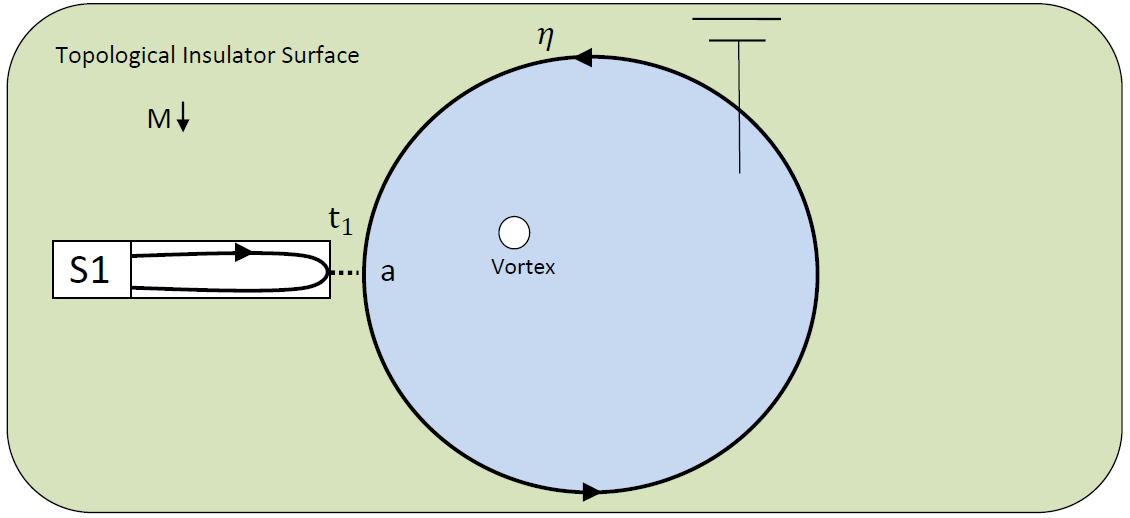 η
Topological Insulator Surface
M
t₁
S1
a
Vortex